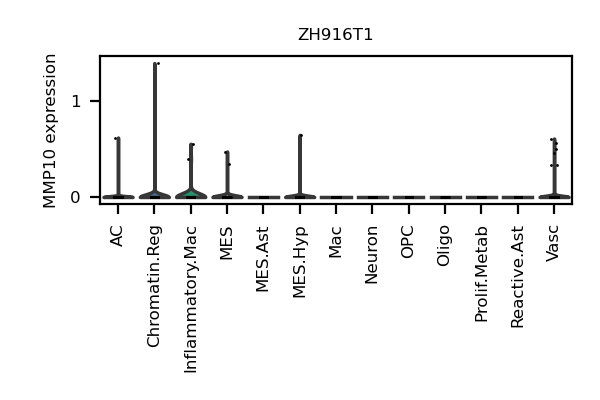 ZH916T1
MMP10 expression
1
0
AC
Chromatin.Reg
Inflammatory.Mac
MES
MES.Ast
MES.Hyp
Mac
Neuron
OPC
Oligo
Prolif.Metab
Reactive.Ast
Vasc